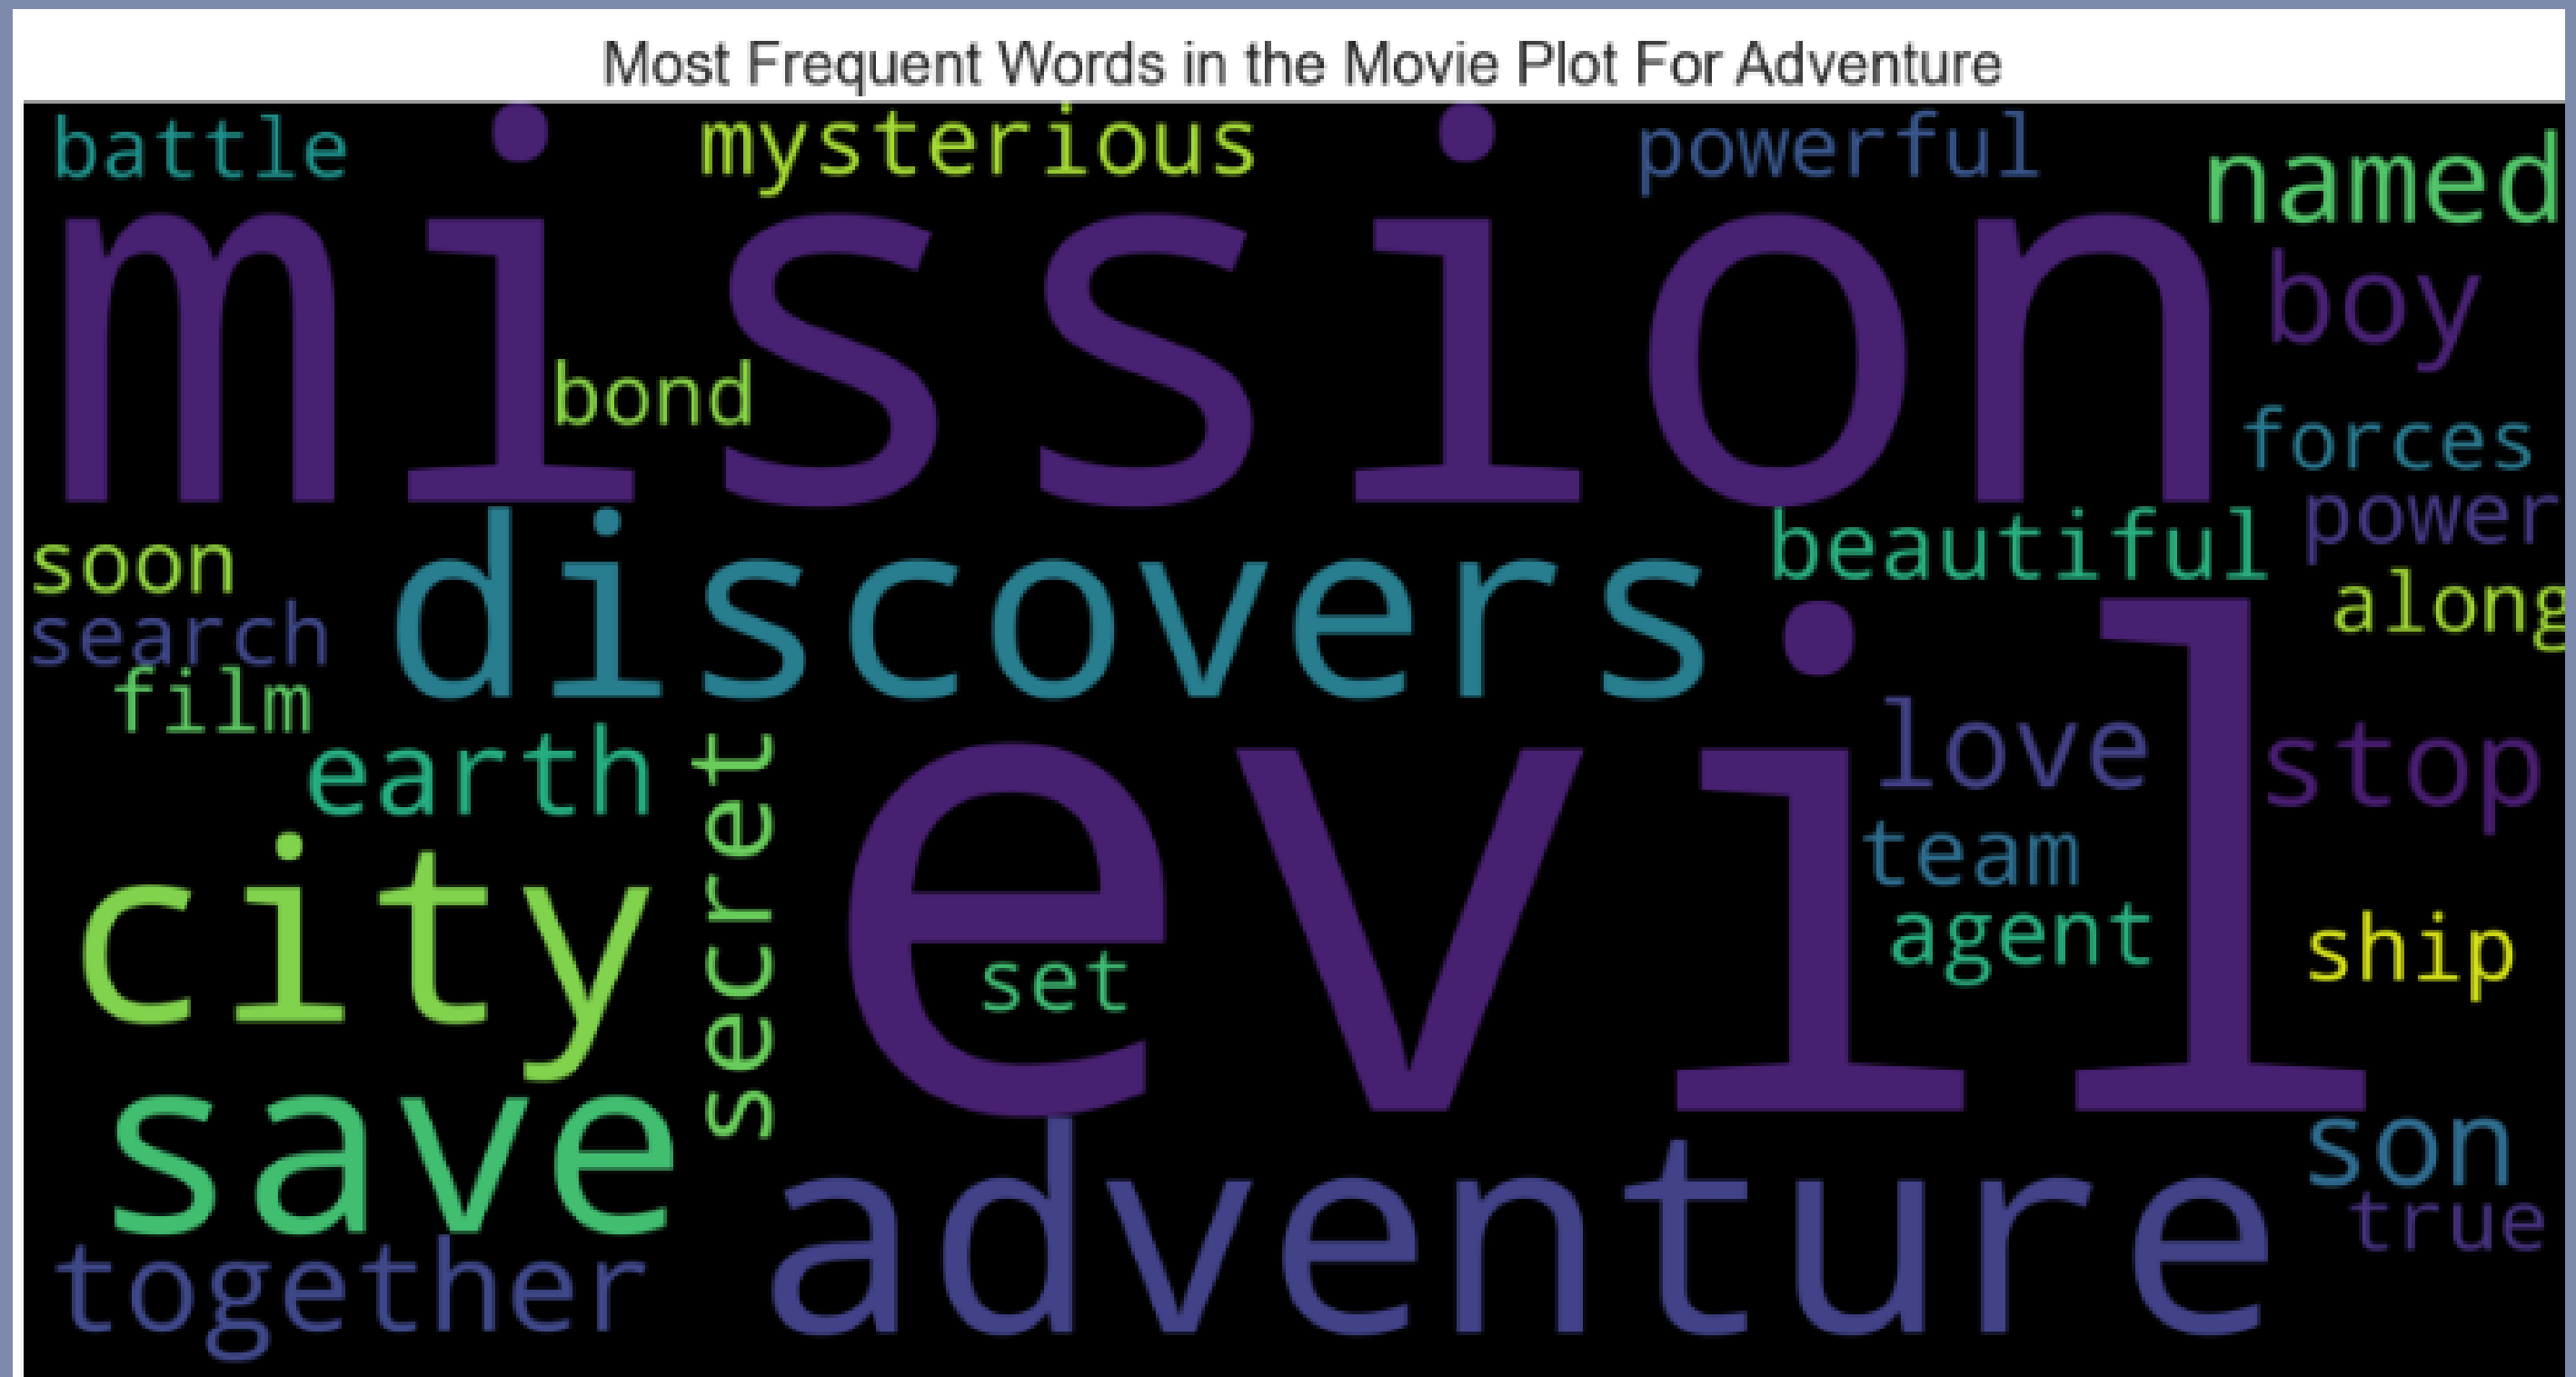 Most Frequent Words in the Movie Plot For Adventure
battle
mysterious
powerful
named
mission
boy
bond
forces
power
soon
discovers
beautiful
along
search
film
earth
secret
evil
love
stop
team
city
set
agent
ship
save
adventure
son
true
together